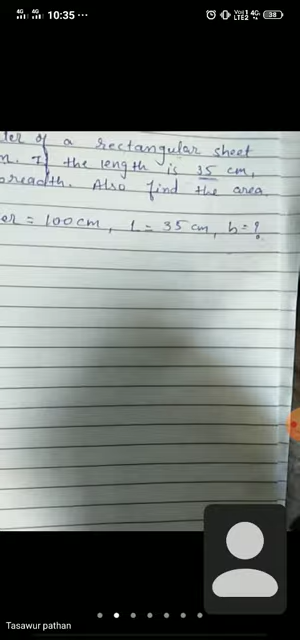 10:35
38
ter of a rectangular sheet
m. If the length is 35 cm,
breadth. Also find the area
er = 100cm, L = 35 cm, b = ?
Tasawur pathan